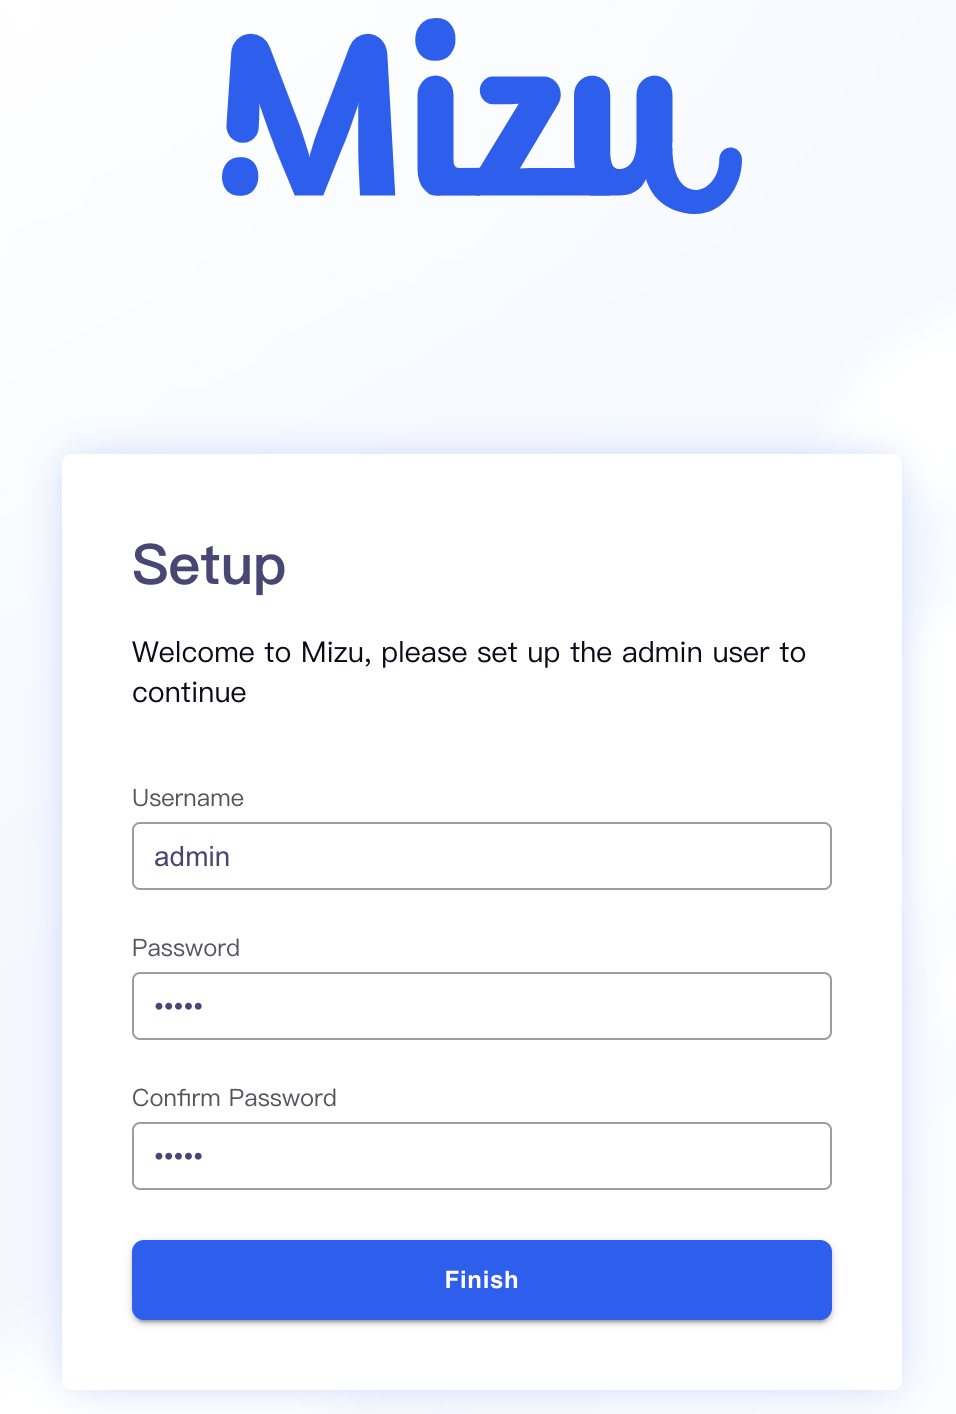 Mizu
Setup
Welcome to Mizu, please set up the admin user to
continue
Username
admin
Password
•••••
Confirm Password
•••••
Finish